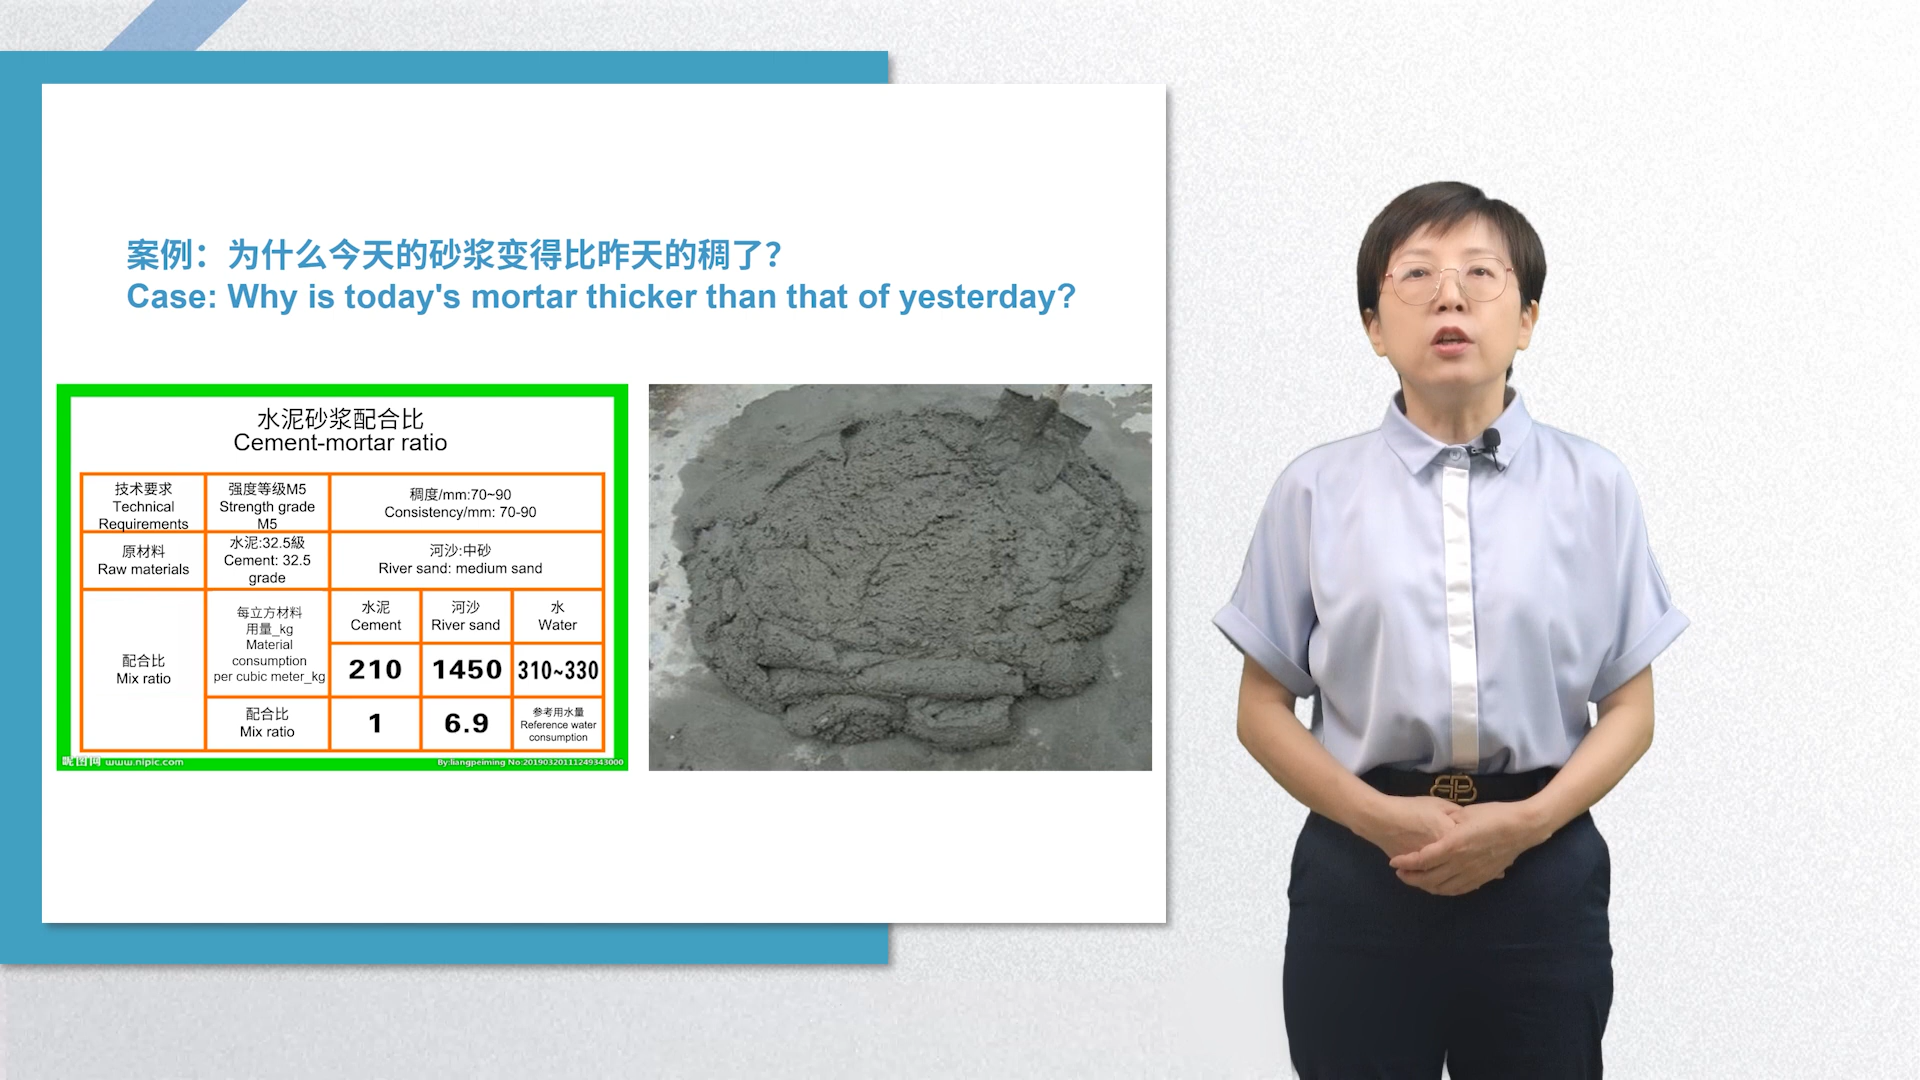 案例：为什么今天的砂浆变得比昨天的稠了？
Case: Why is today's mortar thicker than that of yesterday?
水泥砂浆配合比
Cement-mortar ratio
技术要求
Technical
Requirements
强度等级M5
Strength grade
M5
稠度/mm:70~90
Consistency/mm: 70-90
原材料
Raw materials
水泥:32.5級
Cement: 32.5
grade
河沙:中砂
River sand: medium sand
配合比
Mix ratio
每立方材料
用量_kg
Material
consumption
per cubic meter_kg
水泥
Cement
河沙
River sand
水
Water
210
1450
310~330
配合比
Mix ratio
1
6.9
参考用水量
Reference water
consumption
昵图网 www.nipic.com
By:liangpeiming No:20190320111249343000